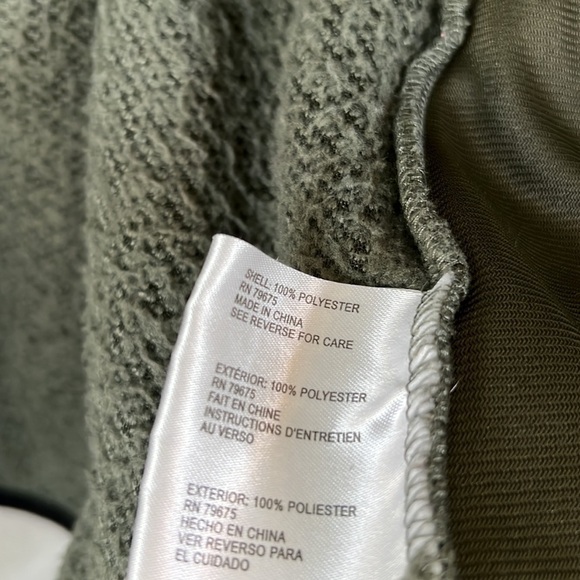 SHELL: 100% POLYESTER
RN 79675
MADE IN CHINA
SEE REVERSE FOR CARE
EXTÉRIOR: 100% POLYESTER
RN 79675
FAIT EN CHINE
INSTRUCTIONS D'ENTRETIEN
AU VERSO
EXTERIOR: 100% POLIESTER
RN 79675
HECHO EN CHINA
VER REVERSO PARA
EL CUIDADO